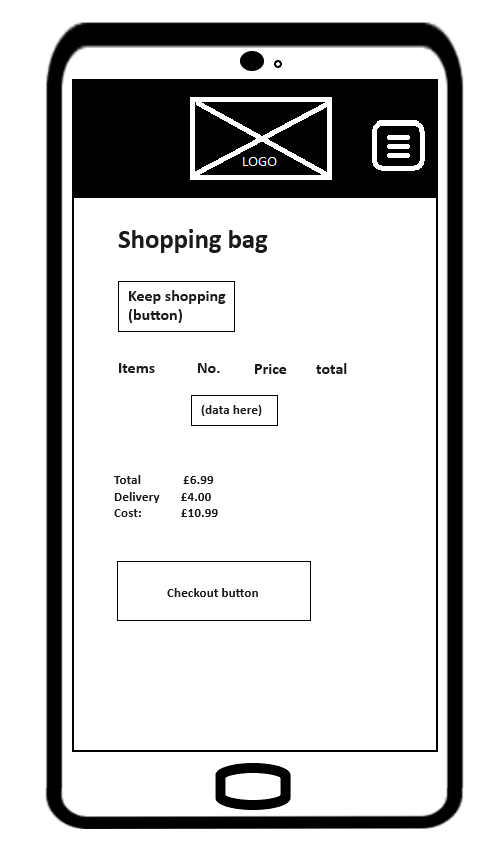 LOGO
Shopping bag
Keep shopping
(button)
Items No. Price total
(data here)
Total £6.99
Delivery £4.00
Cost: £10.99
Checkout button